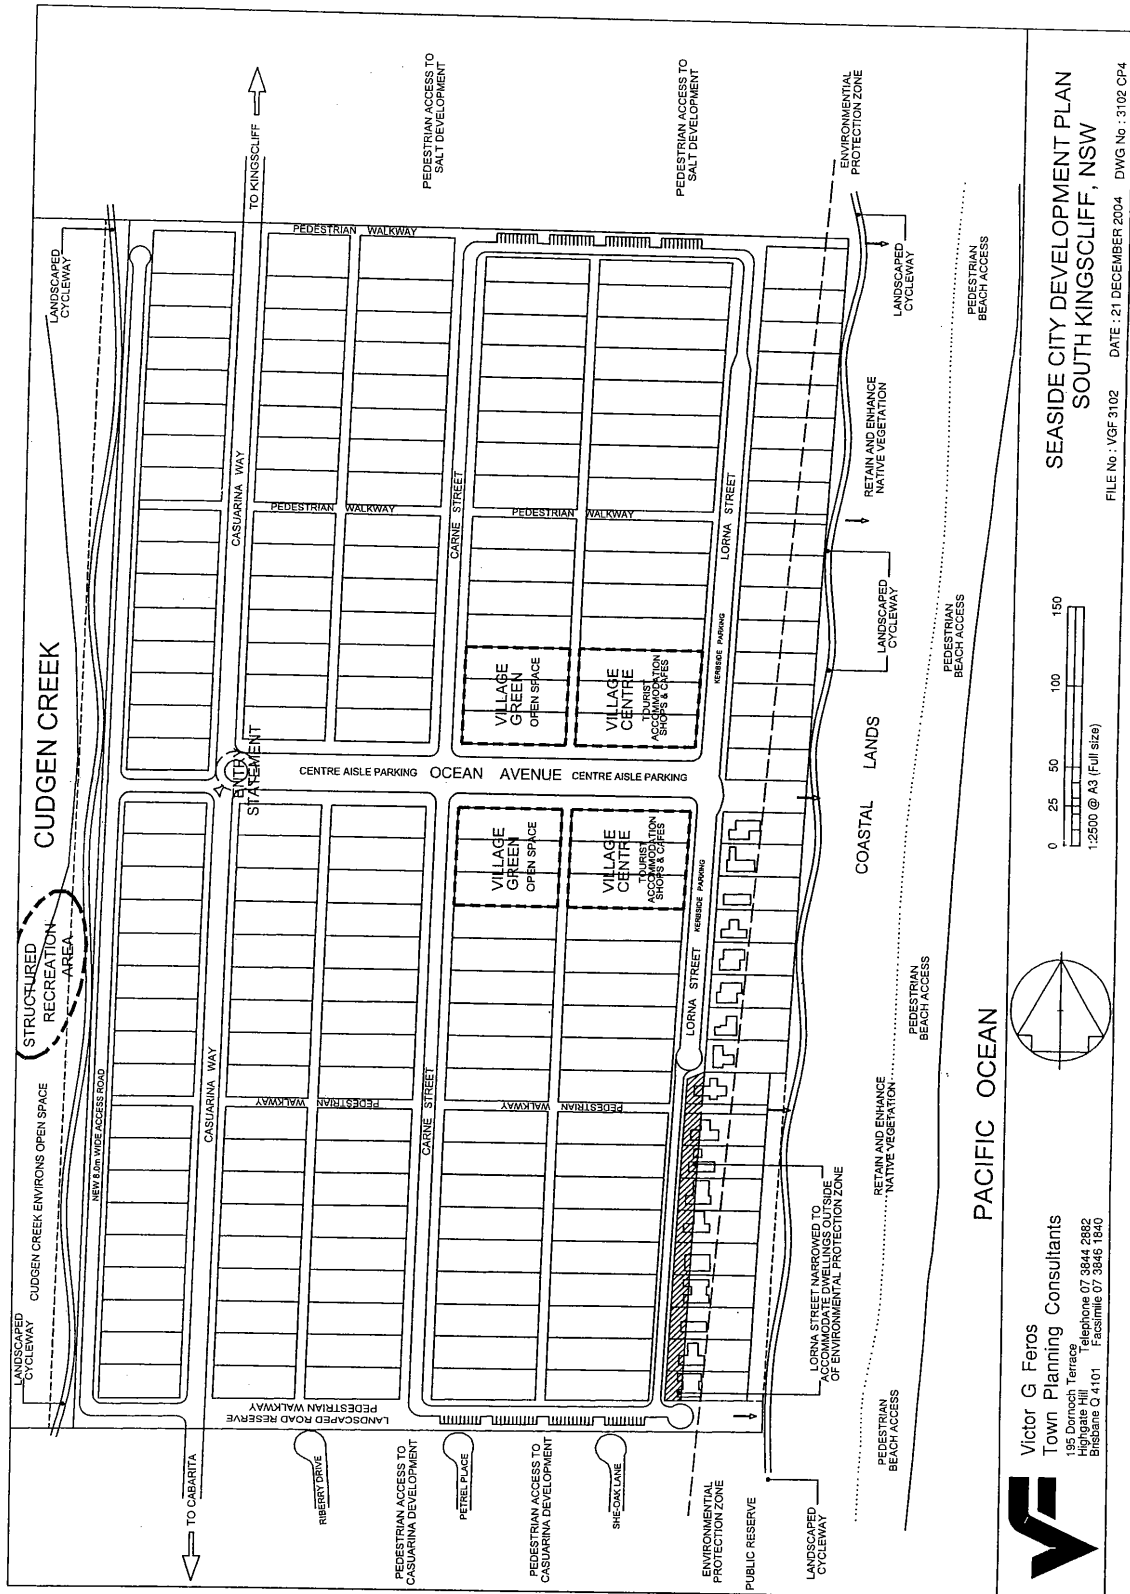 CUDGEN CREEK
STRUCTURED
RECREATION
AREA
LANDSCAPED
CYCLEWAY
CUDGEN CREEK ENVIRONS OPEN SPACE
NEW 8.0m WIDE ACCESS ROAD
LANDSCAPED
CYCLEWAY
TO CABARITA
CASUARINA WAY
CASUARINA WAY
TO KINGSCLIFF
ENTRY
STATEMENT
LANDSCAPED ROAD RESERVE
PEDESTRIAN WALKWAY
PEDESTRIAN WALKWAY
PEDESTRIAN WALKWAY
PEDESTRIAN WALKWAY
RIBERRY DRIVE
PEDESTRIAN ACCESS TO
CASUARINA DEVELOPMENT
PETREL PLACE
PEDESTRIAN ACCESS TO
CASUARINA DEVELOPMENT
SHE-OAK LANE
PEDESTRIAN ACCESS TO
SALT DEVELOPMENT
PEDESTRIAN ACCESS TO
SALT DEVELOPMENT
CARNE STREET
CARNE STREET
CENTRE AISLE PARKING
OCEAN AVENUE
CENTRE AISLE PARKING
PEDESTRIAN WALKWAY
PEDESTRIAN WALKWAY
VILLAGE
GREEN
OPEN SPACE
VILLAGE
GREEN
OPEN SPACE
VILLAGE
CENTRE
TOURIST
ACCOMMODATION
SHOPS & CAFES
VILLAGE
CENTRE
TOURIST
ACCOMMODATION
SHOPS & CAFES
LORNA STREET
KERBSIDE PARKING
KERBSIDE PARKING
LORNA STREET
ENVIRONMENTAL
PROTECTION ZONE
PUBLIC RESERVE
LANDSCAPED
CYCLEWAY
LORNA STREET NARROWED TO
ACCOMMODATE DWELLINGS OUTSIDE
OF ENVIRONMENTAL PROTECTION ZONE
ENVIRONMENTAL
PROTECTION ZONE
RETAIN AND ENHANCE
NATIVE VEGETATION
COASTAL LANDS
LANDSCAPED
CYCLEWAY
RETAIN AND ENHANCE
NATIVE VEGETATION
LANDSCAPED
CYCLEWAY
PEDESTRIAN
BEACH ACCESS
PEDESTRIAN
BEACH ACCESS
PEDESTRIAN
BEACH ACCESS
PEDESTRIAN
BEACH ACCESS
PACIFIC OCEAN
Victor G Feros
Town Planning Consultants
195 Dornoch Terrace
Highgate Hill Telephone 07 3844 2882
Brisbane Q 4101 Facsimile 07 3846 1840
0 25 50 100 150
1:2500 @ A3 (Full size)
SEASIDE CITY DEVELOPMENT PLAN
SOUTH KINGSCLIFF, NSW
FILE No : VGF 3102 DATE : 21 DECEMBER 2004 DWG No : 3102 CP4